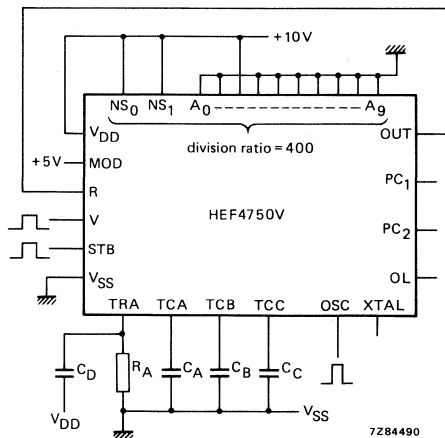 +10V
NS0 NS1 A0 A9
VDD
division ratio = 400
OUT
+5V MOD
PC1
R
HEF4750V
V
PC2
STB
OL
VSS
TRA TCA TCB TCC OSC XTAL
CD RA CA CB CC
VDD
VSS
7Z84490